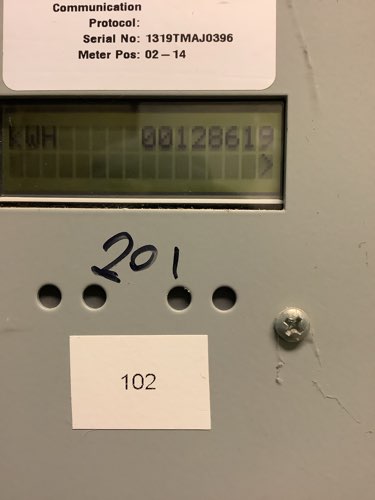 Communication
Protocol:
Serial No: 1319TMAJ0396
Meter Pos: 02-14
KWH 00128619
>
201
102